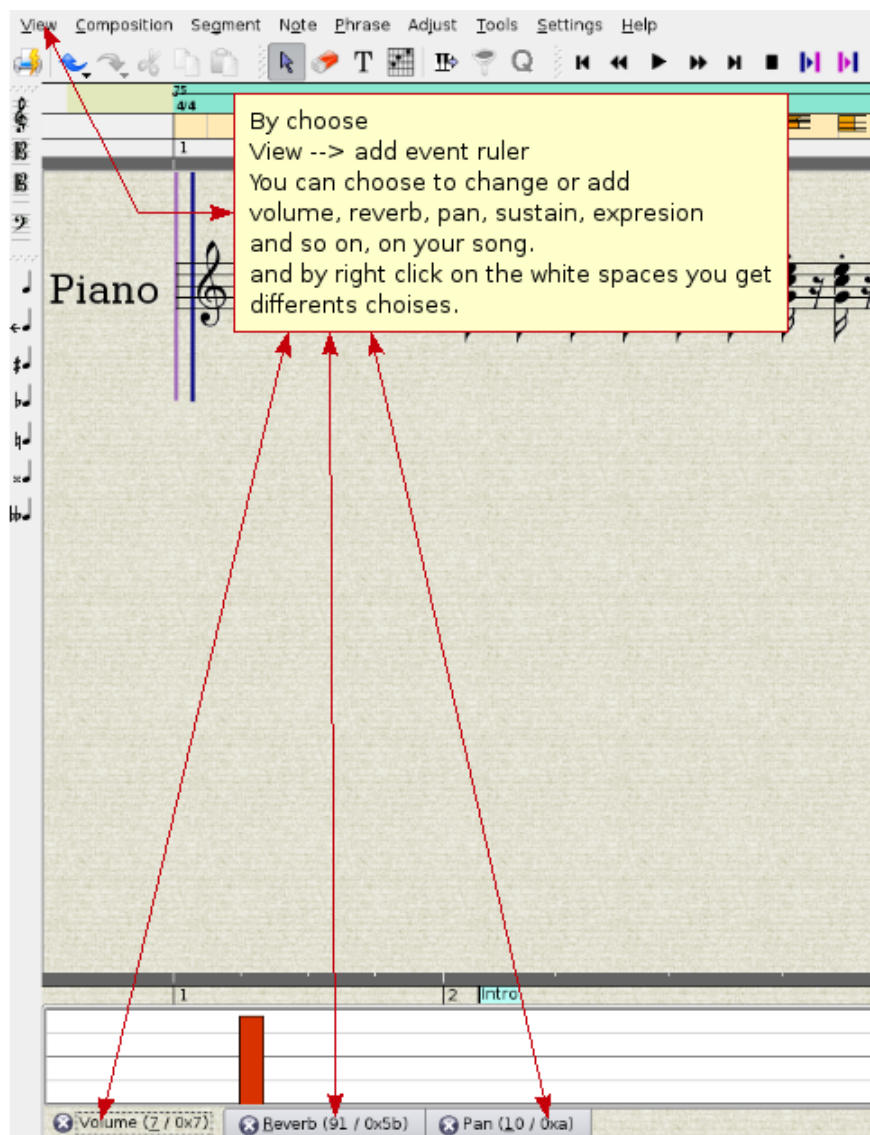 View Composition Segment Note Phrase Adjust Tools Settings Help
T Q
75
4/4
1
By choose
View --> add event ruler
You can choose to change or add
volume, reverb, pan, sustain, expresion
and so on, on your song.
and by right click on the white spaces you get
differents choises.
Piano
1 2 Intro
Volume (7 / 0x7) Reverb (91 / 0x5b) Pan (10 / 0xa)